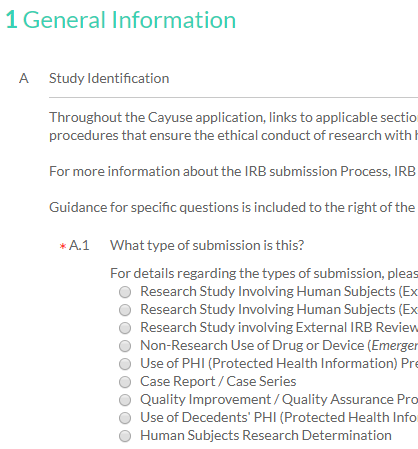 1 General Information
A Study Identification
Throughout the Cayuse application, links to applicable
procedures that ensure the ethical conduct of research with
For more information about the IRB submission Process, IRB
Guidance for specific questions is included to the right of the
* A.1 What type of submission is this?
For details regarding the types of submission,
Research Study Involving Human Subjects (Ex
Research Study Involving Human Subjects (Ex
Research Study involving External IRB Review
Non-Research Use of Drug or Device (Emerger
Use of PHI (Protected Health Information) Pre
Case Report / Case Series
Quality Improvement / Quality Assurance Pro
Use of Decedents' PHI (Protected Health Info
Human Subjects Research Determination